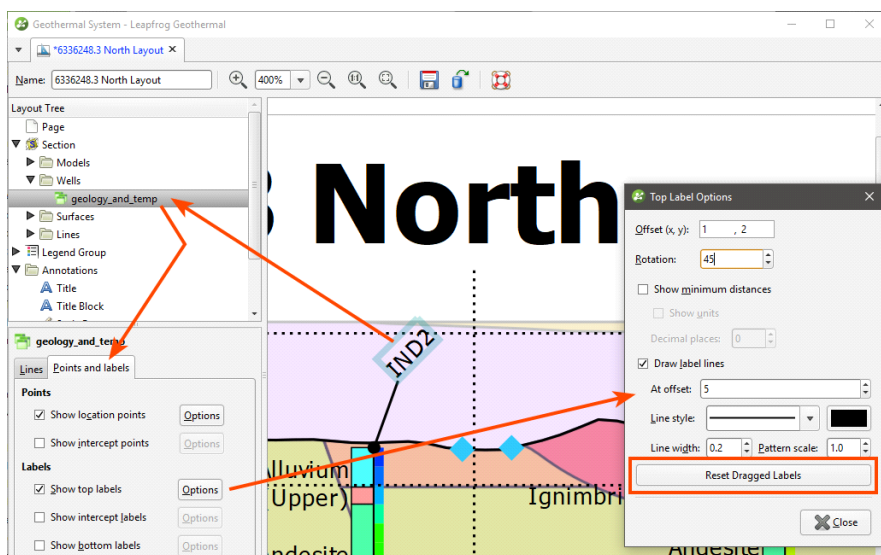 Geothermal System - Leapfrog Geothermal
*6336248.3 North Layout
Name: 6336248.3 North Layout
400%
Layout Tree
Page
Section
Models
Wells
geology_and_temp
Surfaces
Lines
Legend Group
Annotations
Title
Title Block
geology_and_temp
Lines
Points and labels
Points
Show location points Options
Show intercept points Options
Labels
Show top labels Options
Show intercept labels Options
Show bottom labels Options
3 North
IND2
Alluvium
Upper)
Ignimbri
Andesite
Andesite
Top Label Options
Offset (x, y): 1 , 2
Rotation: 45
Show minimum distances
Show units
Decimal places: 0
Draw label lines
At offset: 5
Line style:
Line width: 0.2 Pattern scale: 1.0
Reset Dragged Labels
Close